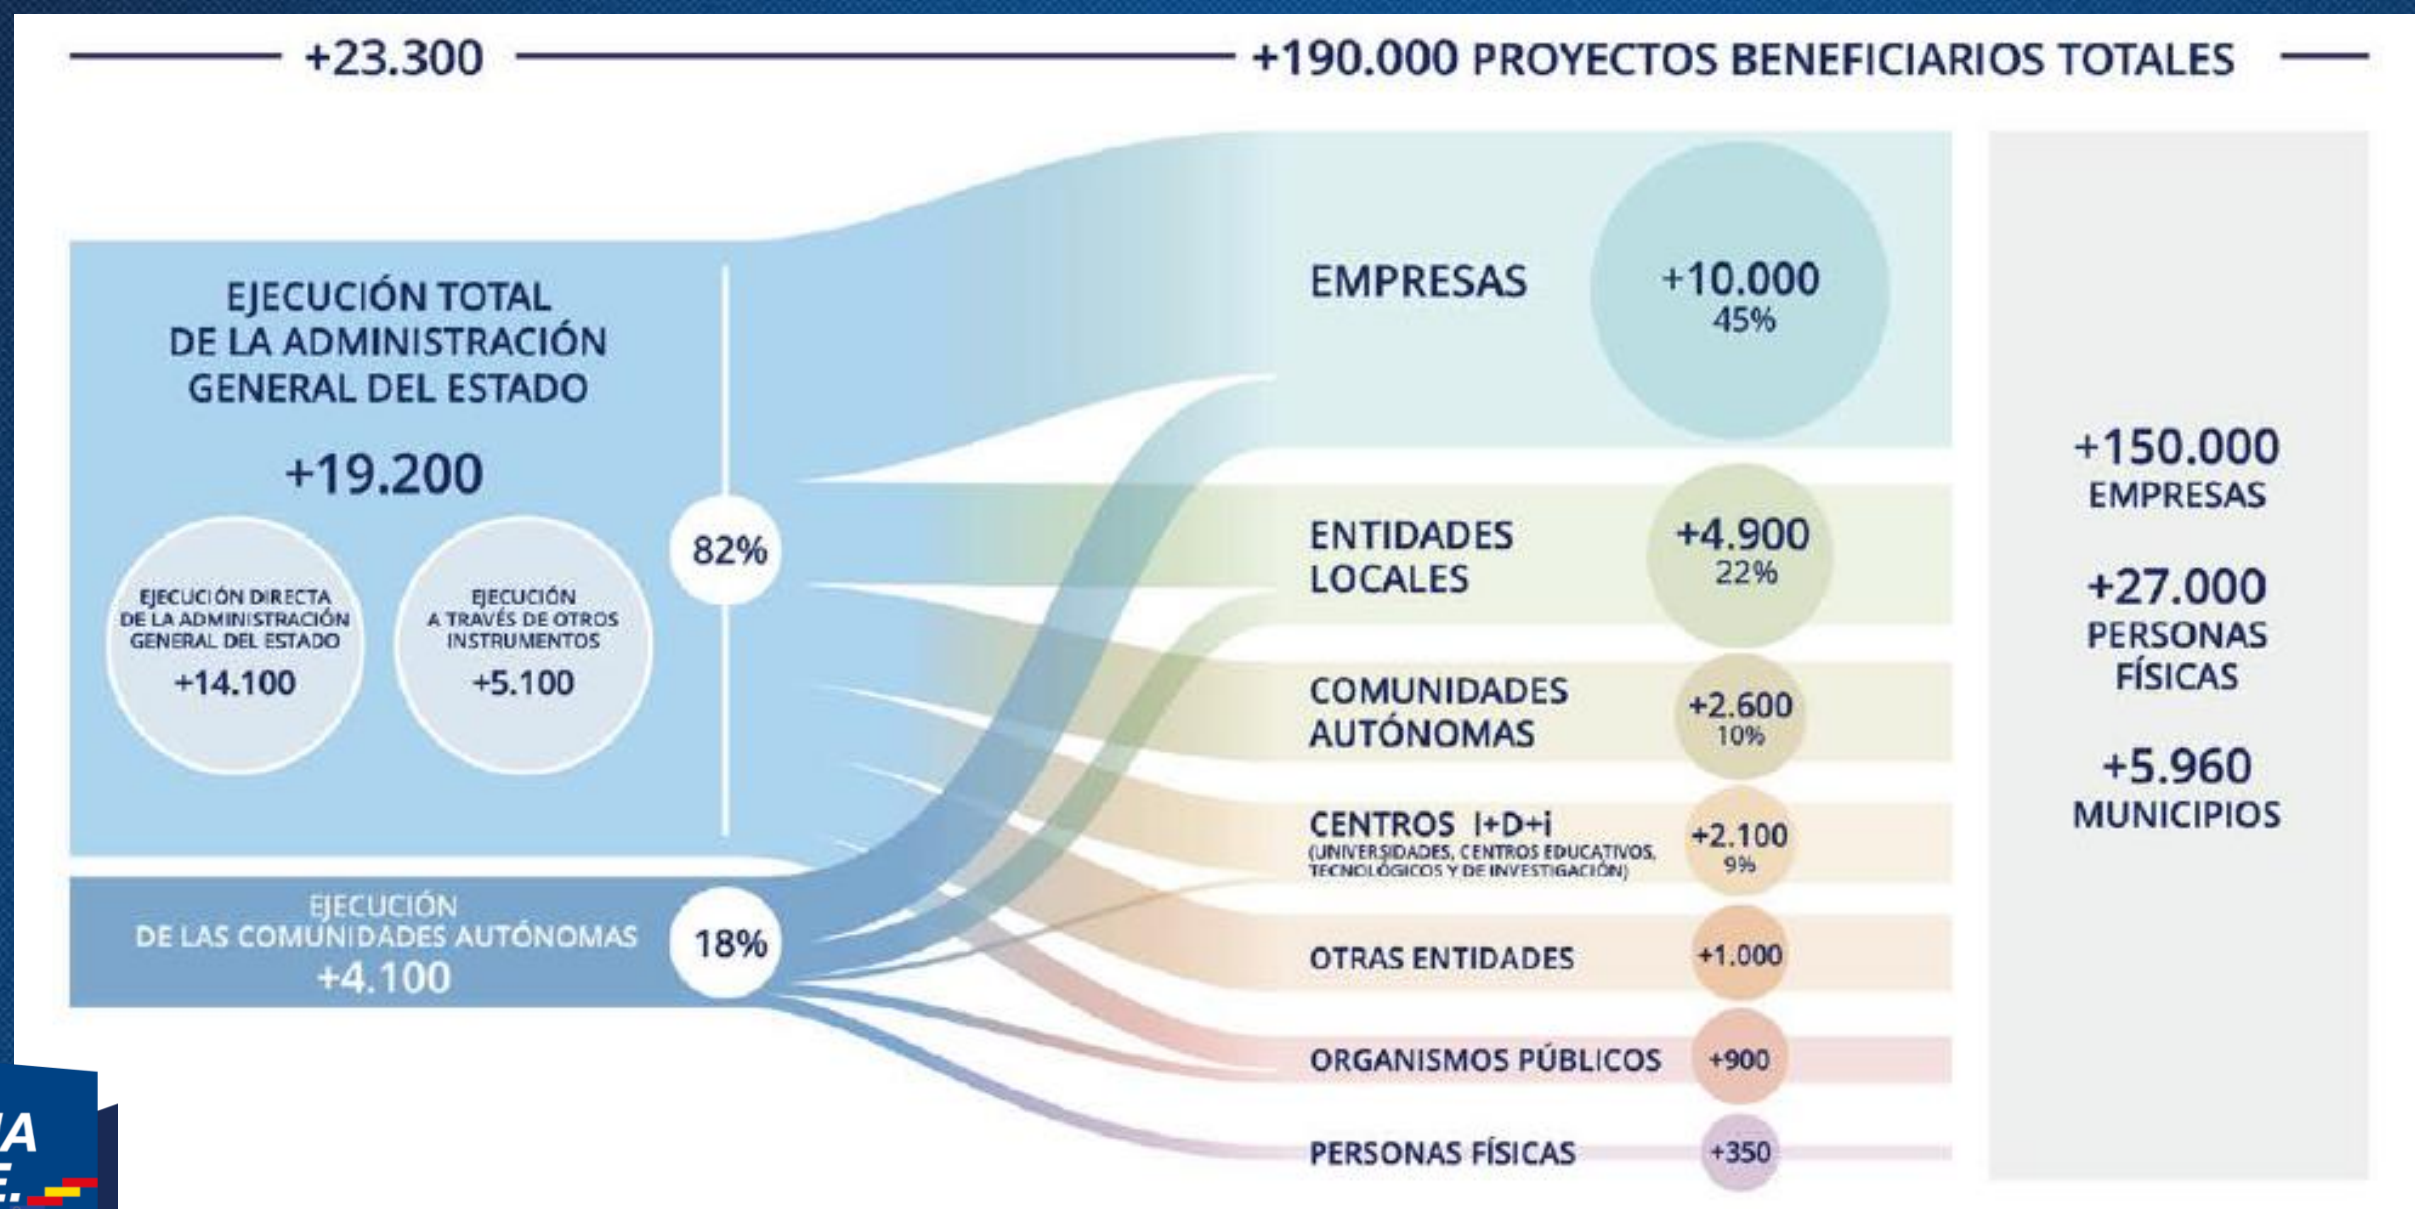 +23.300
+190.000 PROYECTOS BENEFICIARIOS TOTALES
EJECUCIÓN TOTAL
DE LA ADMINISTRACIÓN
GENERAL DEL ESTADO
+19.200
EJECUCIÓN DIRECTA
DE LA ADMINISTRACIÓN
GENERAL DEL ESTADO
+14.100
EJECUCIÓN
A TRAVÉS DE OTROS
INSTRUMENTOS
+5.100
82%
EJECUCIÓN
DE LAS COMUNIDADES AUTÓNOMAS
+4.100
18%
EMPRESAS
+10.000
45%
ENTIDADES
LOCALES
+4.900
22%
COMUNIDADES
AUTÓNOMAS
+2.600
10%
CENTROS I+D+i
(UNIVERSIDADES, CENTROS EDUCATIVOS,
TECNOLÓGICOS Y DE INVESTIGACIÓN)
+2.100
9%
OTRAS ENTIDADES
+1.000
ORGANISMOS PÚBLICOS
+900
PERSONAS FÍSICAS
+350
+150.000
EMPRESAS
+27.000
PERSONAS
FÍSICAS
+5.960
MUNICIPIOS